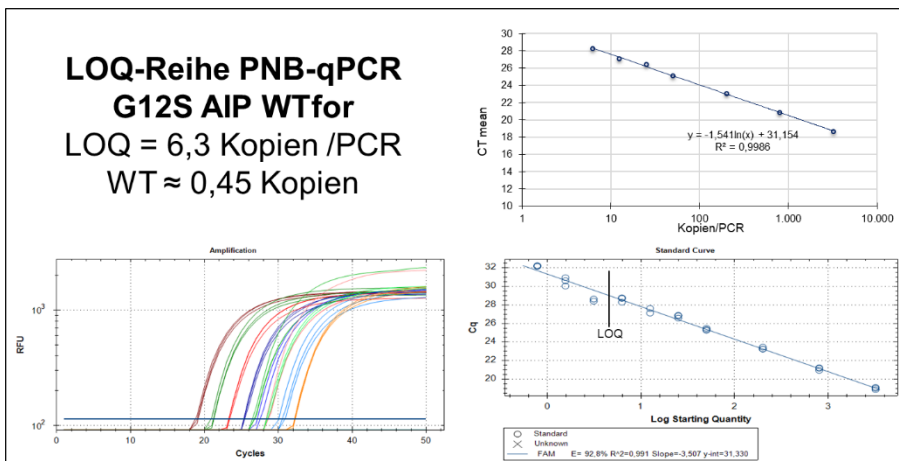 LOQ-Reihe PNB-qPCR
G12S AIP WTfor
LOQ = 6,3 Kopien /PCR
WT ≈ 0,45 Kopien
30
28
26
24
22
20
18
16
14
12
10
CT mean
y = -1,541ln(x) + 31,154
R² = 0,9986
1 10 100 1.000 10.000
Kopien/PCR
Amplification
10³
10²
RFU
0 10 20 30 40 50
Cycles
Standard Curve
32
30
28
26
24
22
20
Cq
LOQ
0 1 2 3
Log Starting Quantity
Standard
Unknown
FAM E= 92,8% R^2=0,991 Slope=-3,507 y-int=31,330